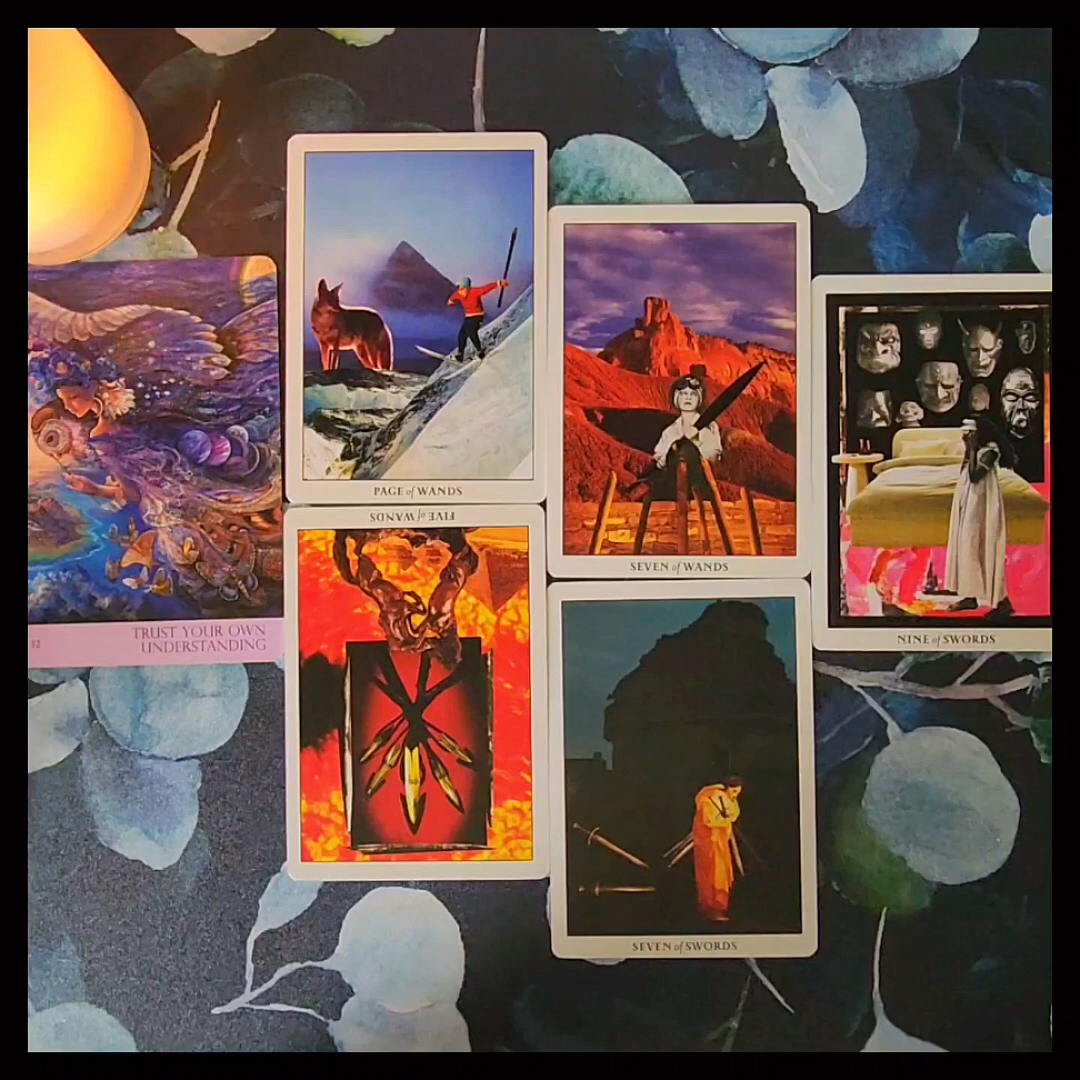 PAGE of WANDS
FIVE of WANDS
SEVEN of WANDS
NINE of SWORDS
TRUST YOUR OWN
UNDERSTANDING
SEVEN of SWORDS